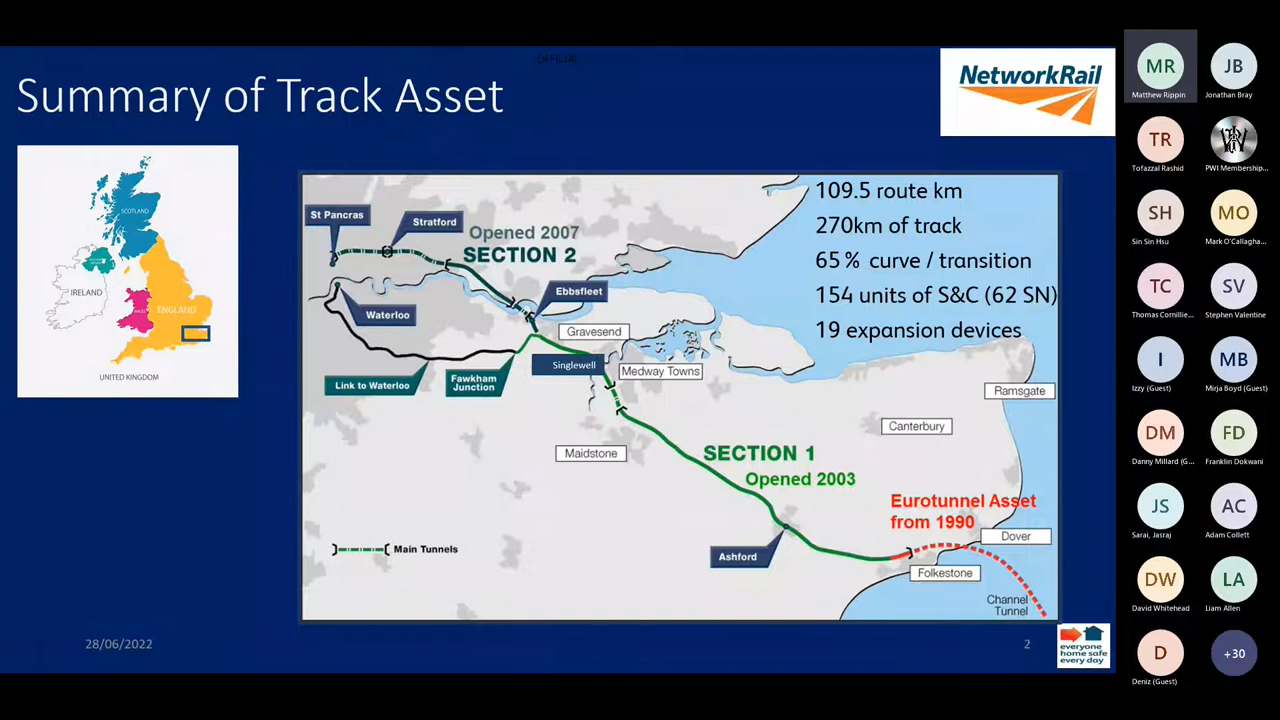 OFFICIAL
Summary of Track Asset
NetworkRail
SCOTLAND
IRELAND
WALES
ENGLAND
UNITED KINGDOM
109.5 route km
270km of track
65% curve / transition
154 units of S&C (62 SN)
19 expansion devices
St Pancras
Stratford
Opened 2007
SECTION 2
Ebbsfleet
Waterloo
Gravesend
Singlewell
Medway Towns
Link to Waterloo
Fawkham
Junction
Ramsgate
Canterbury
Maidstone
SECTION 1
Opened 2003
Eurotunnel Asset
from 1990
Dover
Main Tunnels
Ashford
Folkestone
Channel
Tunnel
28/06/2022
2
everyone
home safe
every day
MR
Matthew Rippin
JB
Jonathan Bray
TR
Tofazzal Rashid
PWI Membership...
SH
Sin Sin Hsu
MO
Mark O'Callagha...
TC
Thomas Cornillie...
SV
Stephen Valentine
I
Izzy (Guest)
MB
Mirja Boyd (Guest)
DM
Danny Millard (G...
FD
Franklin Dokwani
JS
Sarai, Jasraj
AC
Adam Collett
DW
David Whitehead
LA
Liam Allen
D
Deniz (Guest)
+30